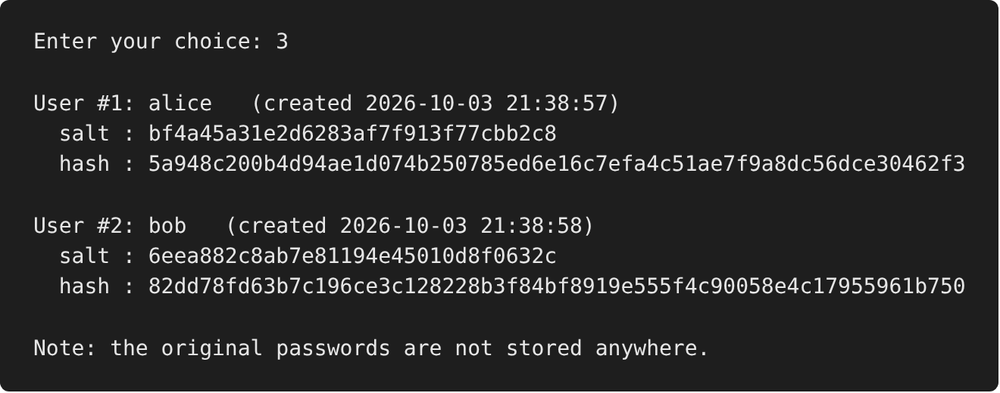 Enter your choice: 3
User #1: alice   (created 2026-10-03 21:38:57)
salt : bf4a45a31e2d6283af7f913f77cbb2c8
hash : 5a948c200b4d94ae1d074b250785ed6e16c7efa4c51ae7f9a8dc56dce30462f3
User #2: bob   (created 2026-10-03 21:38:58)
salt : 6eea882c8ab7e81194e45010d8f0632c
hash : 82dd78fd63b7c196ce3c128228b3f84bf8919e555f4c90058e4c17955961b750
Note: the original passwords are not stored anywhere.